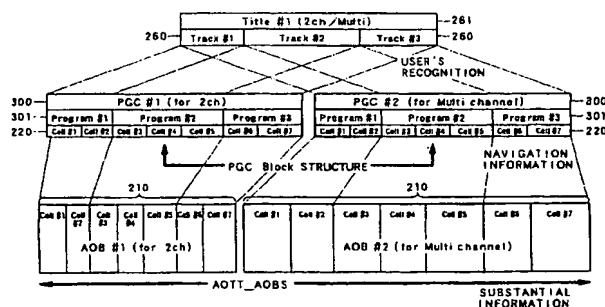 Title #1 (2ch/Multi)
261
260
Track #1
Track #2
Track #3
260
USER'S
RECOGNITION
300
PGC #1 (for 2ch)
PGC #2 (for Multi channel)
300
301
Program #1
Program #2
Program #3
Program #1
Program #2
Program #3
301
220
Cell #1
Cell #2
Cell #3
Cell #4
Cell #5
Cell #6
Cell #7
Cell #1
Cell #2
Cell #3
Cell #4
Cell #5
Cell #6
Cell #7
220
PGC Block STRUCTURE
NAVIGATION
INFORMATION
210
210
Cell #1
Cell #2
Cell #3
Cell #4
Cell #5
Cell #6
Cell #7
Cell #1
Cell #2
Cell #3
Cell #4
Cell #5
Cell #6
Cell #7
AOB #1 (for 2ch)
AOB #2 (for Multi channel)
AOTT_AOBS
SUBSTANTIAL
INFORMATION